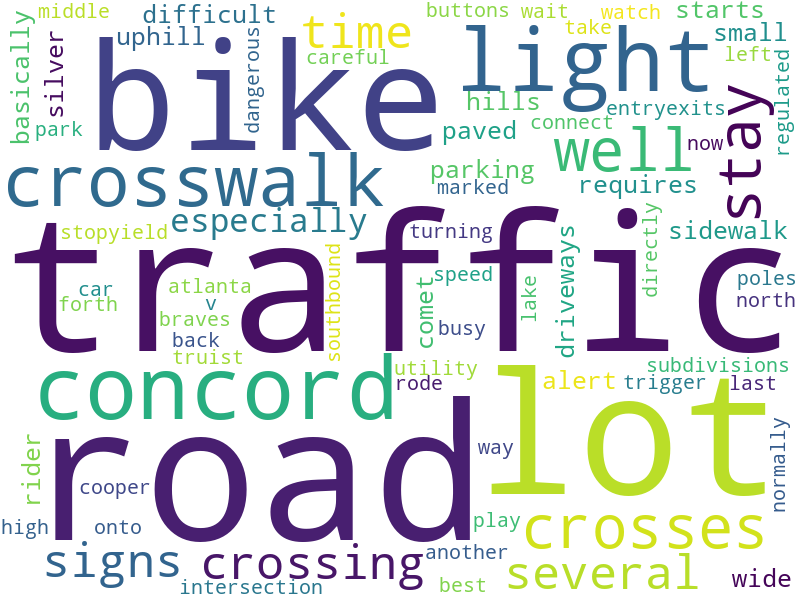 middle
difficult
buttons wait watch starts
basically
silver
uphill
time
take
small
careful
dangerous
left
bike
light
regulated
park
hills
entryexits
stay
paved
connect
well
now
crosswalk
parking
marked
requires
especially
stopyield
turning
driveways
directly
sidewalk
traffic
southbound
car
atlanta
speed
comet
lake
poles
forth
v
north
braves
back
busy
truist
concord
utility
subdivisions
rode
alert trigger last
lot
road
rider
way
normally
cooper
high
onto
play
crosses
signs
crossing
another
several
wide
intersection
best